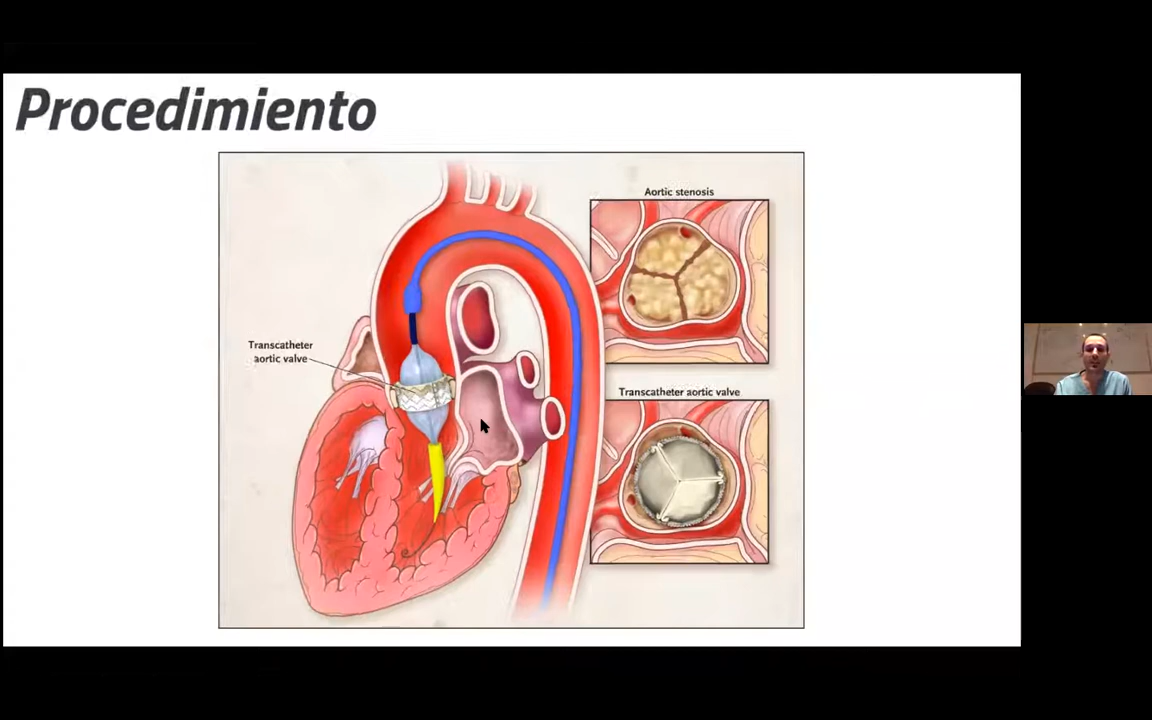 Procedimiento
Aortic stenosis
Transcatheter
aortic valve
Transcatheter aortic valve